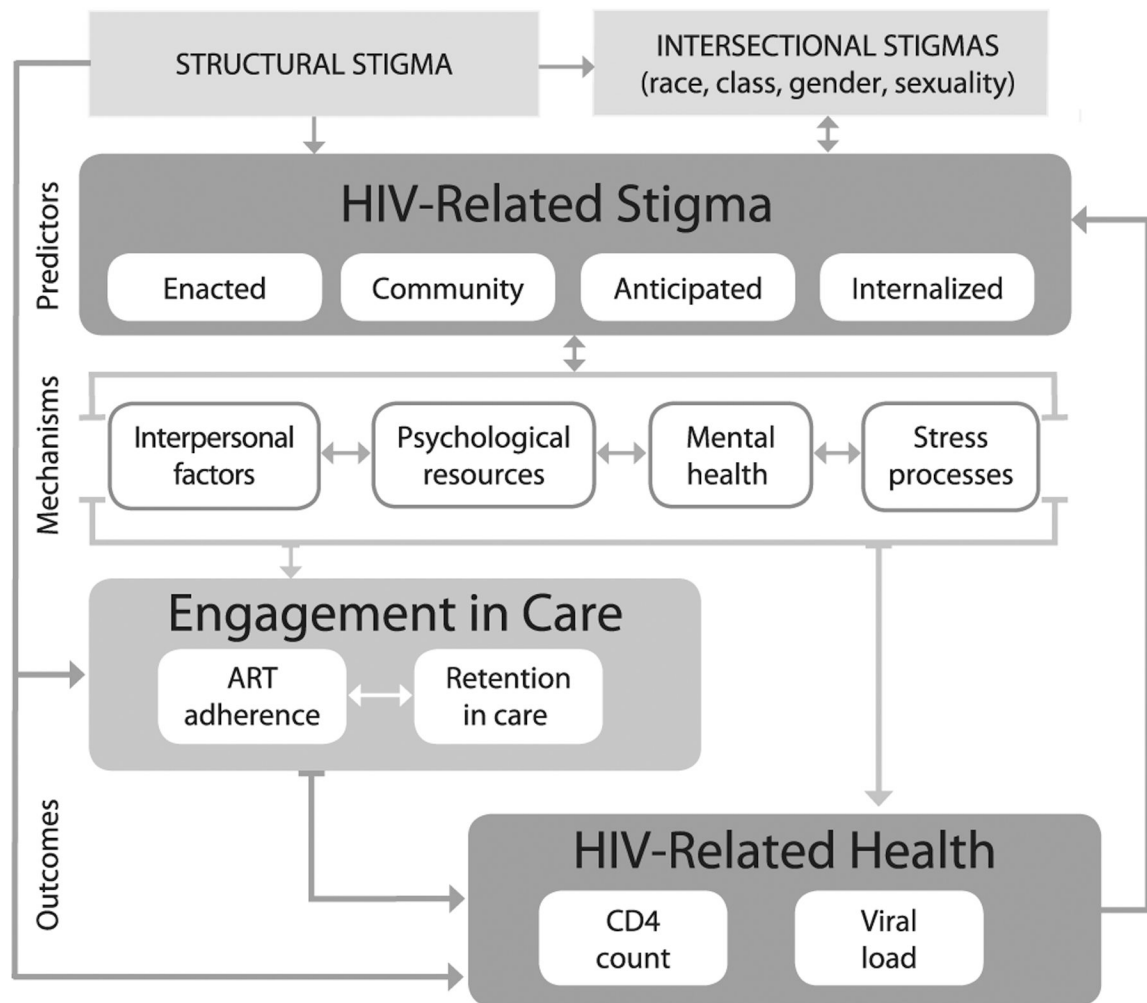 STRUCTURAL STIGMA
INTERSECTIONAL STIGMAS
(race, class, gender, sexuality)
Predictors
HIV-Related Stigma
Enacted
Community
Anticipated
Internalized
Mechanisms
Interpersonal
factors
Psychological
resources
Mental
health
Stress
processes
Engagement in Care
ART
adherence
Retention
in care
Outcomes
HIV-Related Health
CD4
count
Viral
load